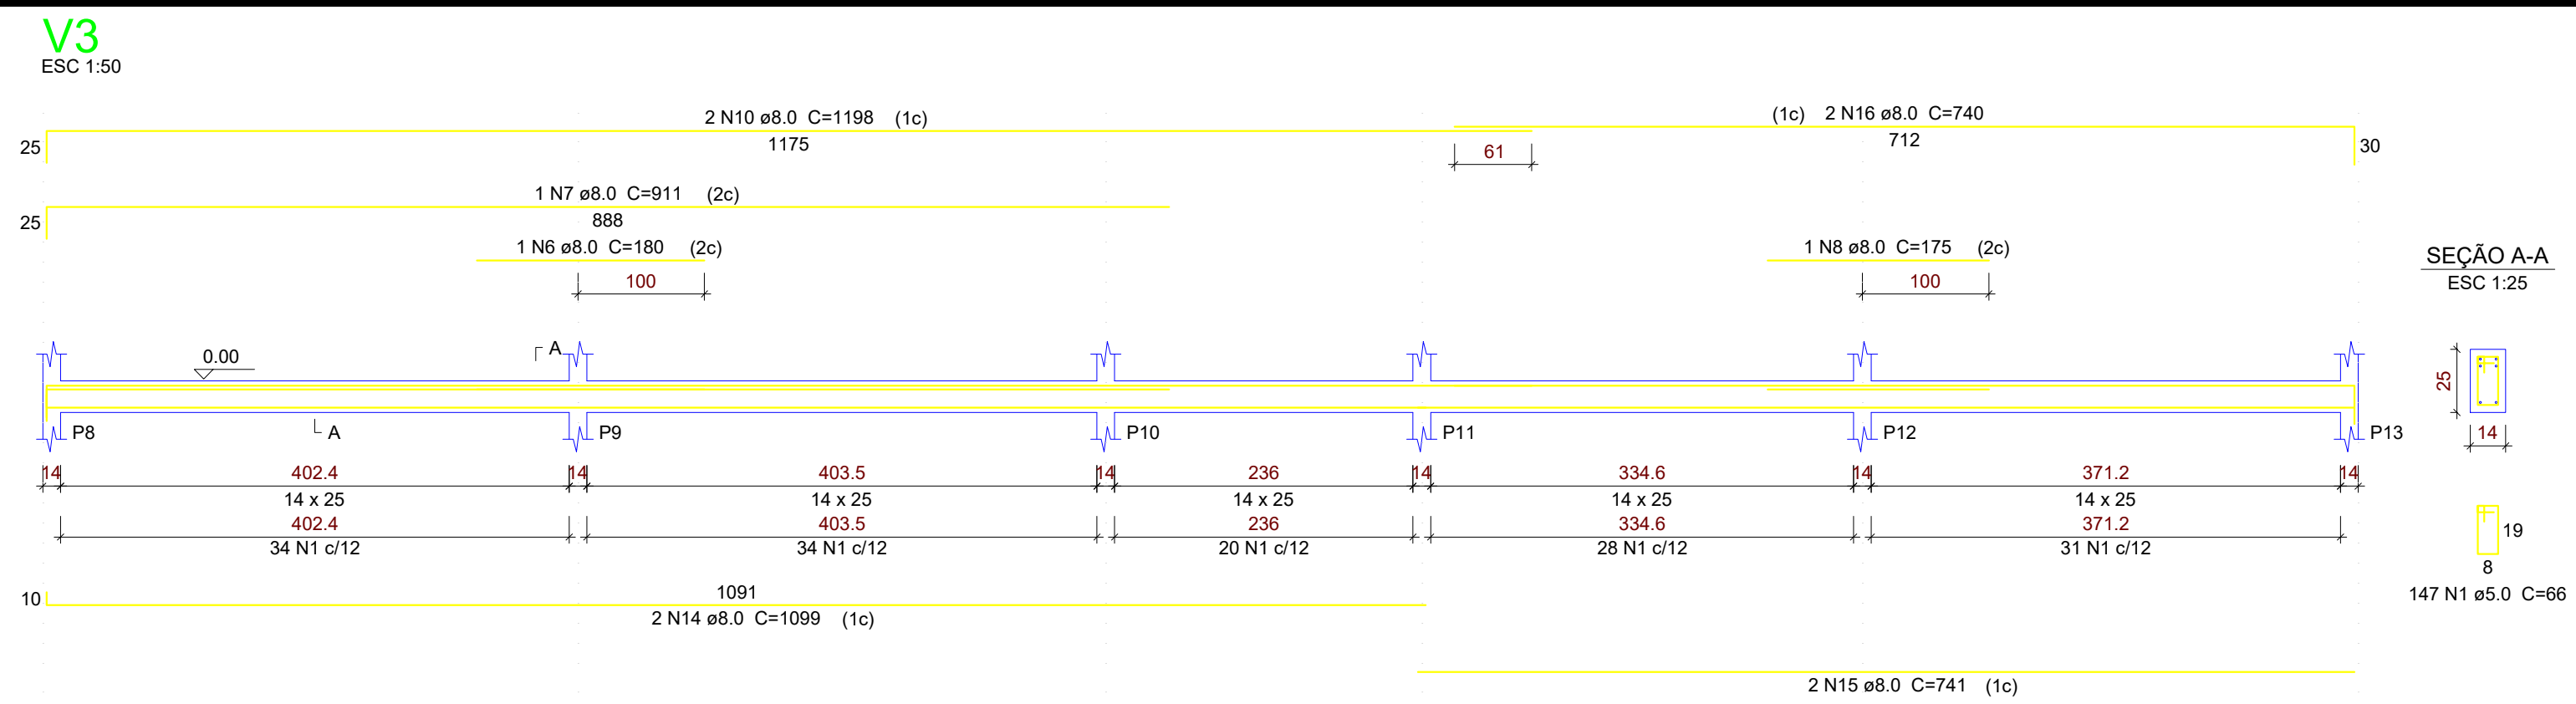 V3
ESC 1:50
2 N10 ø8.0 C=1198 (1c)
1175
25
(1c) 2 N16 ø8.0 C=740
712
30
61
1 N7 ø8.0 C=911 (2c)
888
25
1 N6 ø8.0 C=180 (2c)
100
1 N8 ø8.0 C=175 (2c)
100
SEÇÃO A-A
ESC 1:25
25
14
0.00
A
A
P8 P9 P10 P11 P12 P13
14 402.4 14 403.5 14 236 14 334.6 14 371.2 14
14 x 25 14 x 25 14 x 25 14 x 25 14 x 25
402.4 403.5 236 334.6 371.2
34 N1 c/12 34 N1 c/12 20 N1 c/12 28 N1 c/12 31 N1 c/12
19
8
147 N1 ø5.0 C=66
10
1091
2 N14 ø8.0 C=1099 (1c)
2 N15 ø8.0 C=741 (1c)